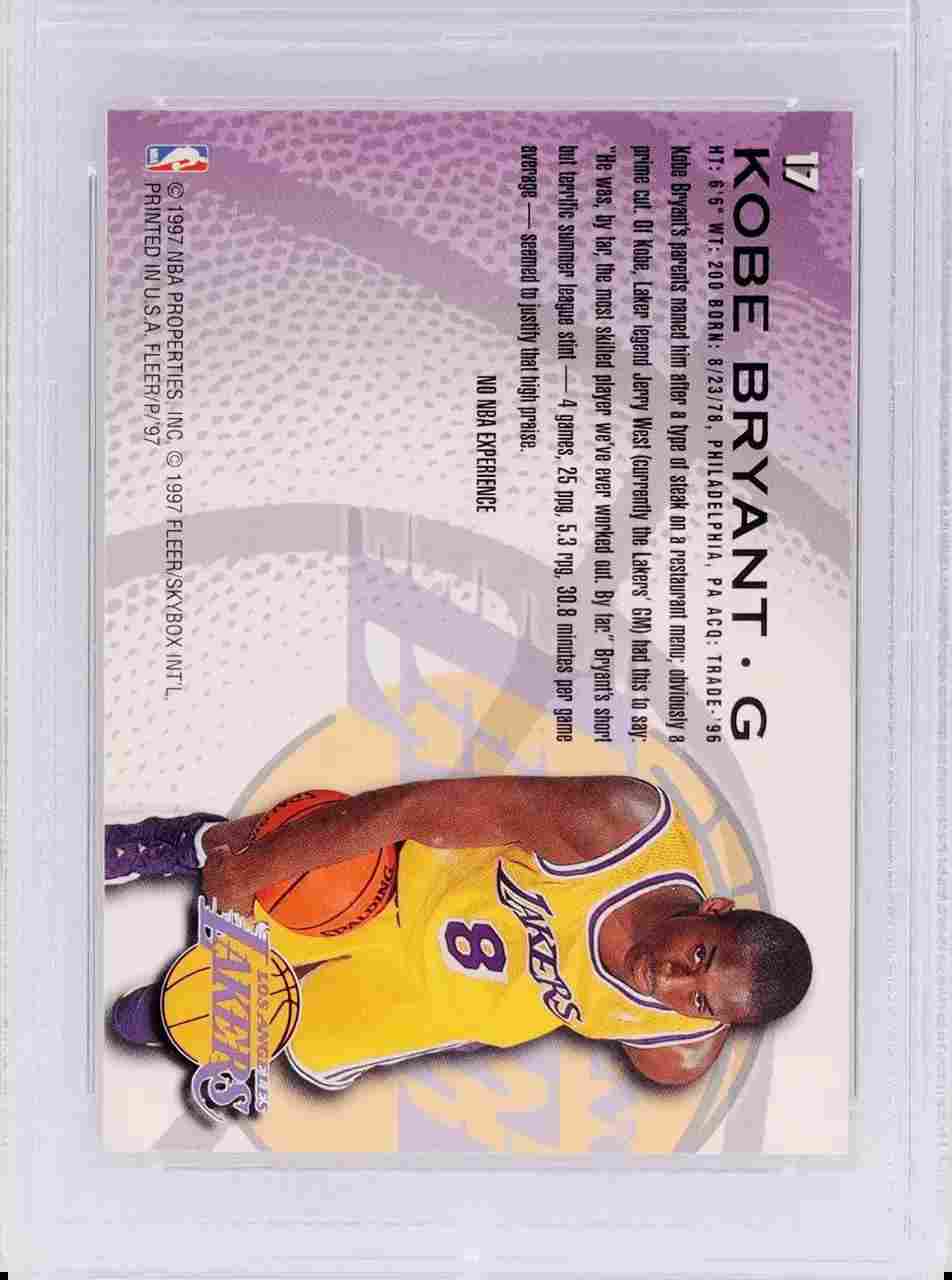 17
KOBE BRYANT • G
HT: 6'6" WT: 200 BORN: 8/23/78, PHILADELPHIA, PA ACQ: TRADE-'96
Kobe Bryant's parents named him after a type of steak on a restaurant menu; obviously a
prime cut. Of Kobe, Laker legend Jerry West (currently the Lakers' GM) had this to say:
"He was, by far, the most skilled player we've ever worked out. By far." Bryant's short
but terrific summer league stint — 4 games, 25 ppg, 5.3 rpg, 30.8 minutes per game
average — seemed to justify that high praise.
NO NBA EXPERIENCE
© 1997 NBA PROPERTIES, INC. © 1997 FLEER/SKYBOX INT'L.
PRINTED IN U.S.A. FLEER/P/'97
NBA
LAKERS
8
SPALDING
LOS ANGELES
LAKERS